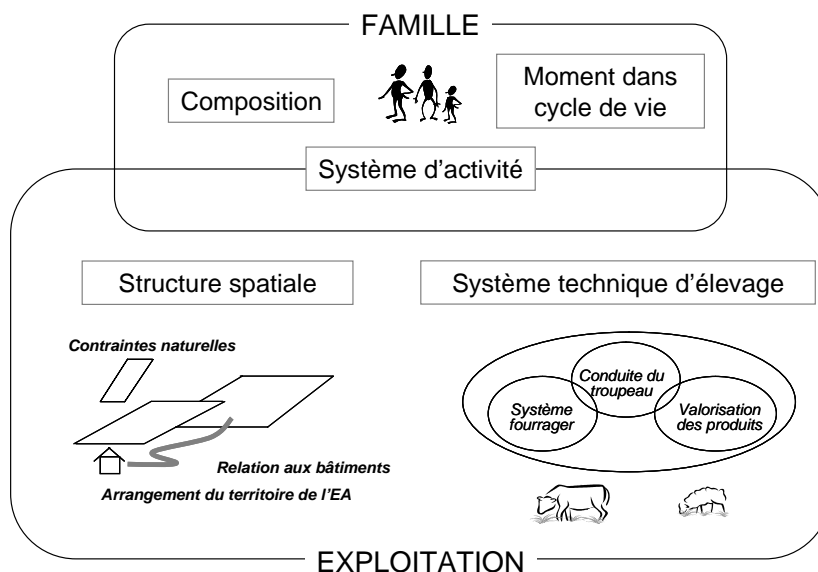 FAMILLE
Composition
Moment dans
cycle de vie
Système d'activité
Structure spatiale
Système technique d'élevage
Contraintes naturelles
Conduite du
troupeau
Système
fourrager
Valorisation
des produits
Relation aux bâtiments
Arrangement du territoire de l'EA
EXPLOITATION